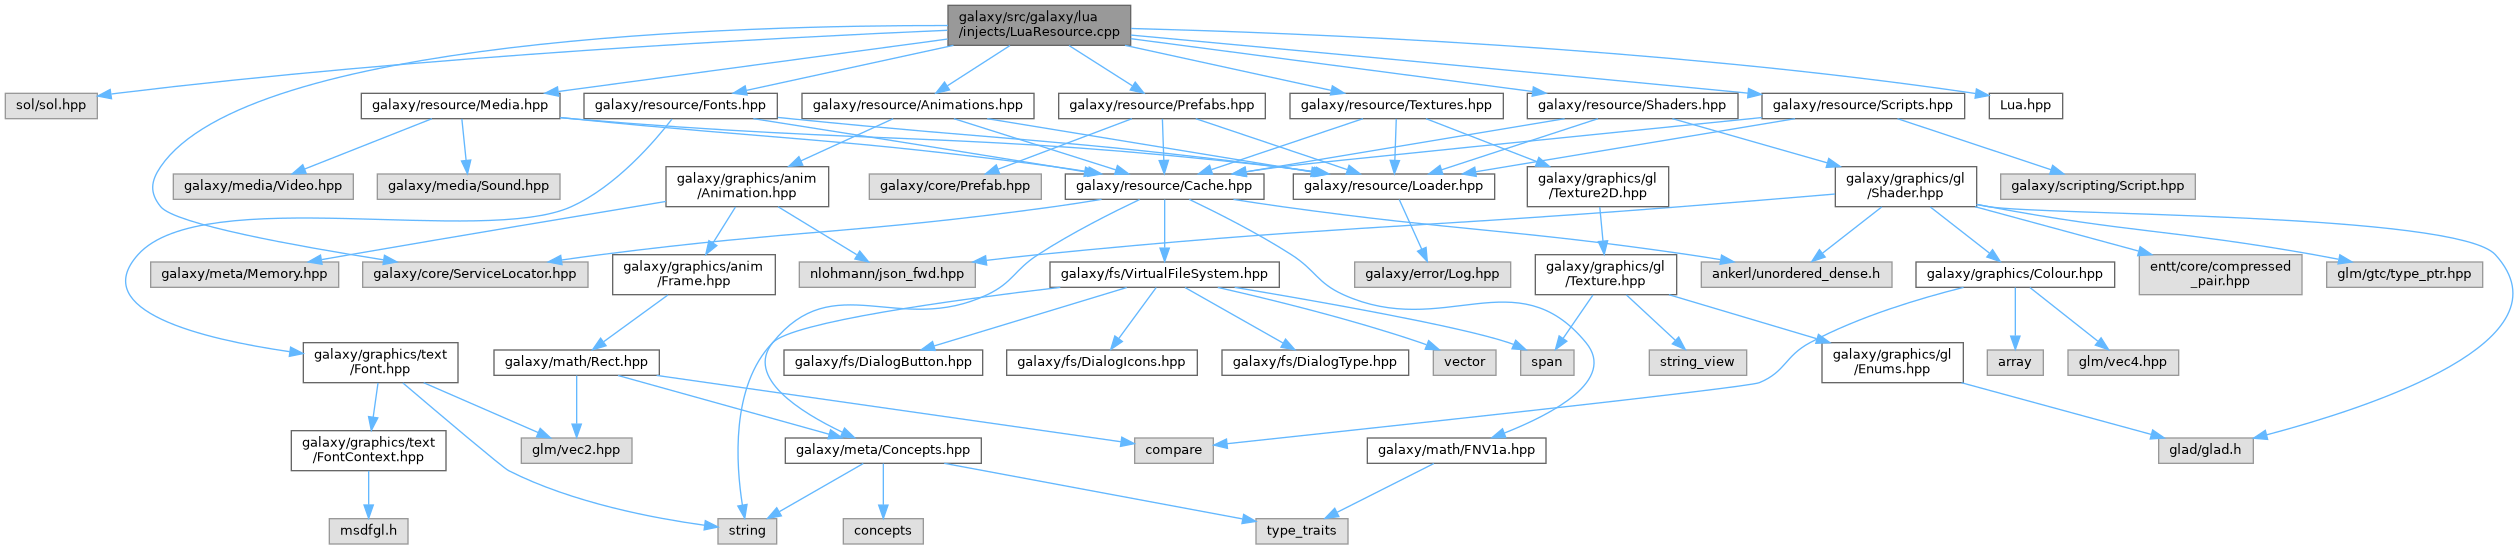 galaxy/src/galaxy/lua
/injects/LuaResource.cpp
sol/sol.hpp
galaxy/resource/Media.hpp
galaxy/resource/Fonts.hpp
galaxy/resource/Animations.hpp
galaxy/resource/Prefabs.hpp
galaxy/resource/Textures.hpp
galaxy/resource/Shaders.hpp
galaxy/resource/Scripts.hpp
Lua.hpp
galaxy/media/Video.hpp
galaxy/media/Sound.hpp
galaxy/graphics/anim
/Animation.hpp
galaxy/core/Prefab.hpp
galaxy/resource/Cache.hpp
galaxy/resource/Loader.hpp
galaxy/graphics/gl
/Texture2D.hpp
galaxy/graphics/gl
/Shader.hpp
galaxy/scripting/Script.hpp
galaxy/meta/Memory.hpp
galaxy/core/ServiceLocator.hpp
galaxy/graphics/anim
/Frame.hpp
nlohmann/json_fwd.hpp
galaxy/fs/VirtualFileSystem.hpp
galaxy/error/Log.hpp
galaxy/graphics/gl
/Texture.hpp
ankerl/unordered_dense.h
galaxy/graphics/Colour.hpp
entt/core/compressed
_pair.hpp
glm/gtc/type_ptr.hpp
galaxy/graphics/text
/Font.hpp
galaxy/math/Rect.hpp
galaxy/fs/DialogButton.hpp
galaxy/fs/DialogIcons.hpp
galaxy/fs/DialogType.hpp
vector
span
string_view
galaxy/graphics/gl
/Enums.hpp
array
glm/vec4.hpp
galaxy/graphics/text
/FontContext.hpp
glm/vec2.hpp
galaxy/meta/Concepts.hpp
compare
galaxy/math/FNV1a.hpp
glad/glad.h
msdfgl.h
string
concepts
type_traits